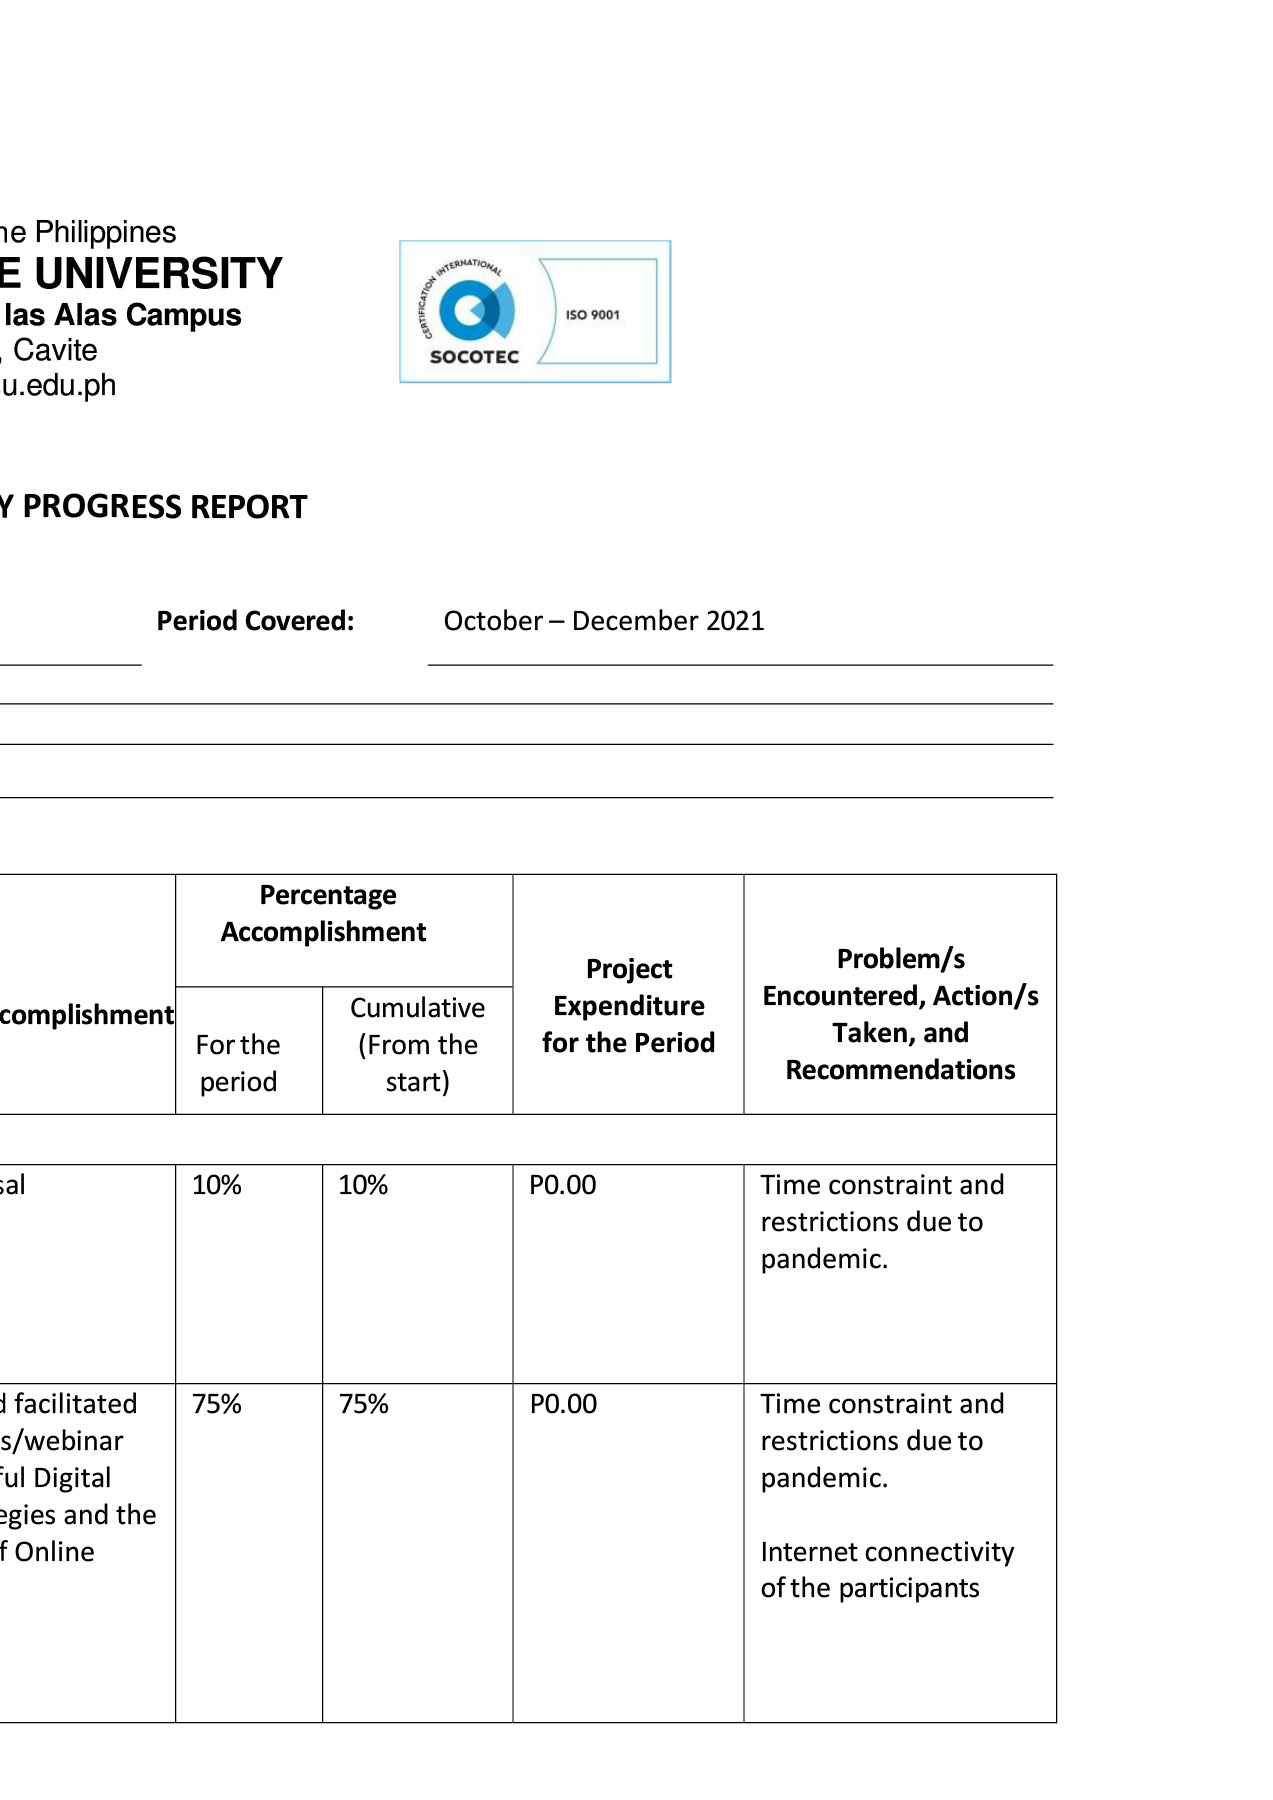 ne Philippines
E UNIVERSITY
las Alas Campus
, Cavite
u.edu.ph
CERTIFICATION INTERNATIONAL
SOCOTEC
ISO 9001
Y PROGRESS REPORT
Period Covered: October – December 2021
complishment
Percentage
Accomplishment
For the
period
Cumulative
(From the
start)
Project
Expenditure
for the Period
Problem/s
Encountered, Action/s
Taken, and
Recommendations
sal
10%
10%
P0.00
Time constraint and
restrictions due to
pandemic.
d facilitated
s/webinar
ful Digital
egies and the
f Online
75%
75%
P0.00
Time constraint and
restrictions due to
pandemic.
Internet connectivity
of the participants